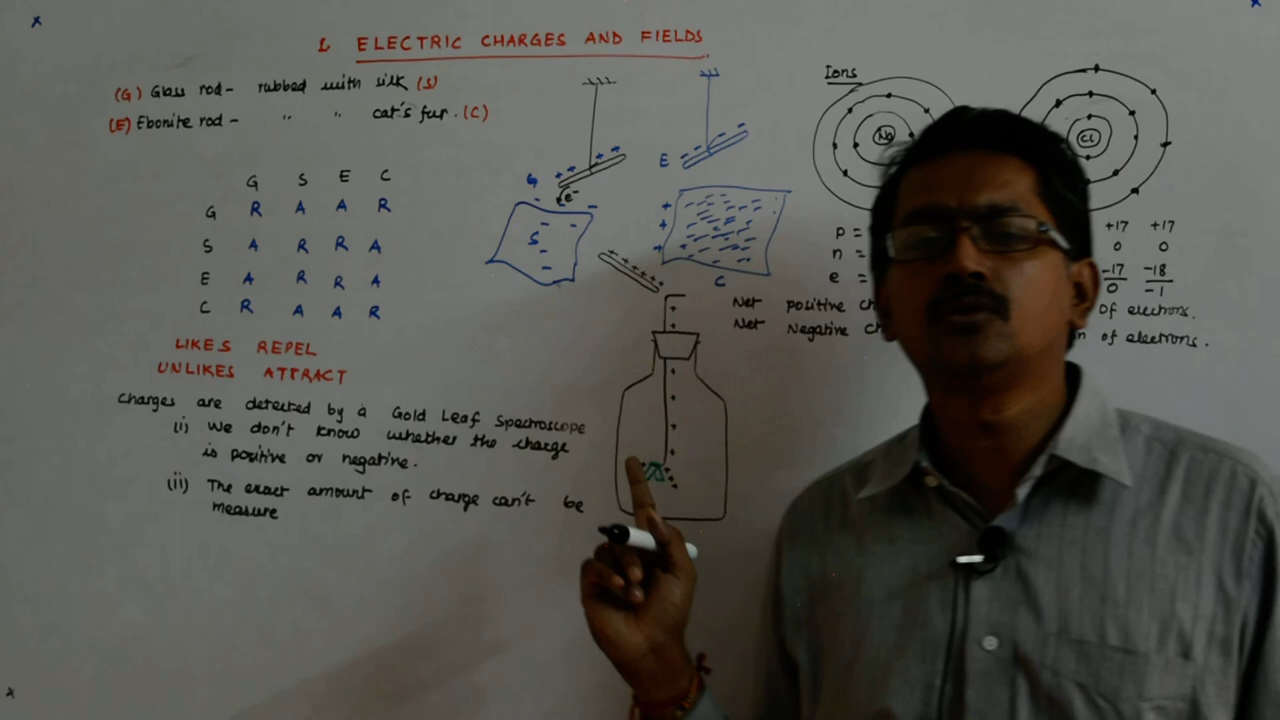 1. ELECTRIC CHARGES AND FIELDS
(G) Glass rod - rubbed with silk (S)
(E) Ebonite rod - " " cat's fur. (C)
G S E C
G R A A R
S A R R A
E A R R A
C R A A R
LIKES REPEL
UNLIKES ATTRACT
Charges are detected by a Gold Leaf Spectroscope
(i) We don't know whether the charge
is positive or negative.
(ii) The exact amount of charge can't be
measure
G
e-
S
E
C
Ions
Na
Cl
p = +17 +17
n = 0 0
e = -17 -18
0 -1
Net positive of electrons.
Net Negative of electrons.